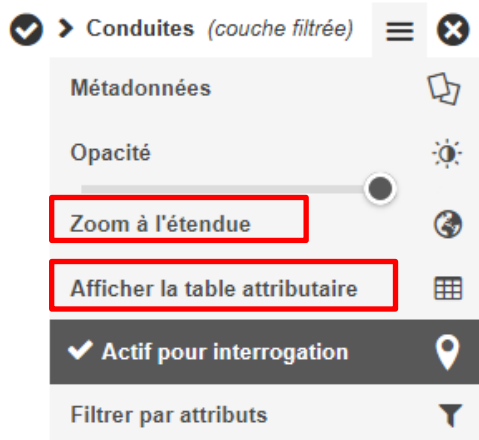 Conduites (couche filtrée)
Métadonnées
Opacité
Zoom à l'étendue
Afficher la table attributaire
Actif pour interrogation
Filtrer par attributs